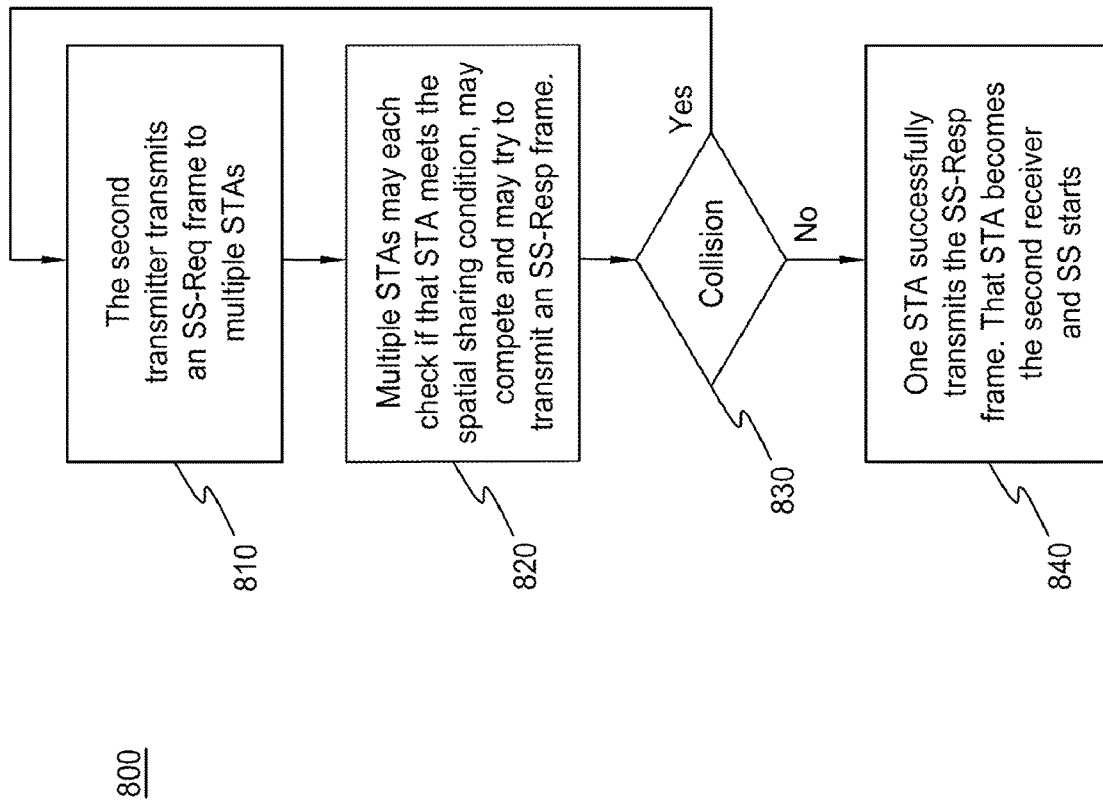 800
The second
transmitter transmits
an SS-Req frame to
multiple STAs
810
Multiple STAs may each
check if that STA meets the
spatial sharing condition, may
compete and may try to
transmit an SS-Resp frame.
820
Collision
Yes
No
830
One STA successfully
transmits the SS-Resp
frame. That STA becomes
the second receiver
and SS starts
840